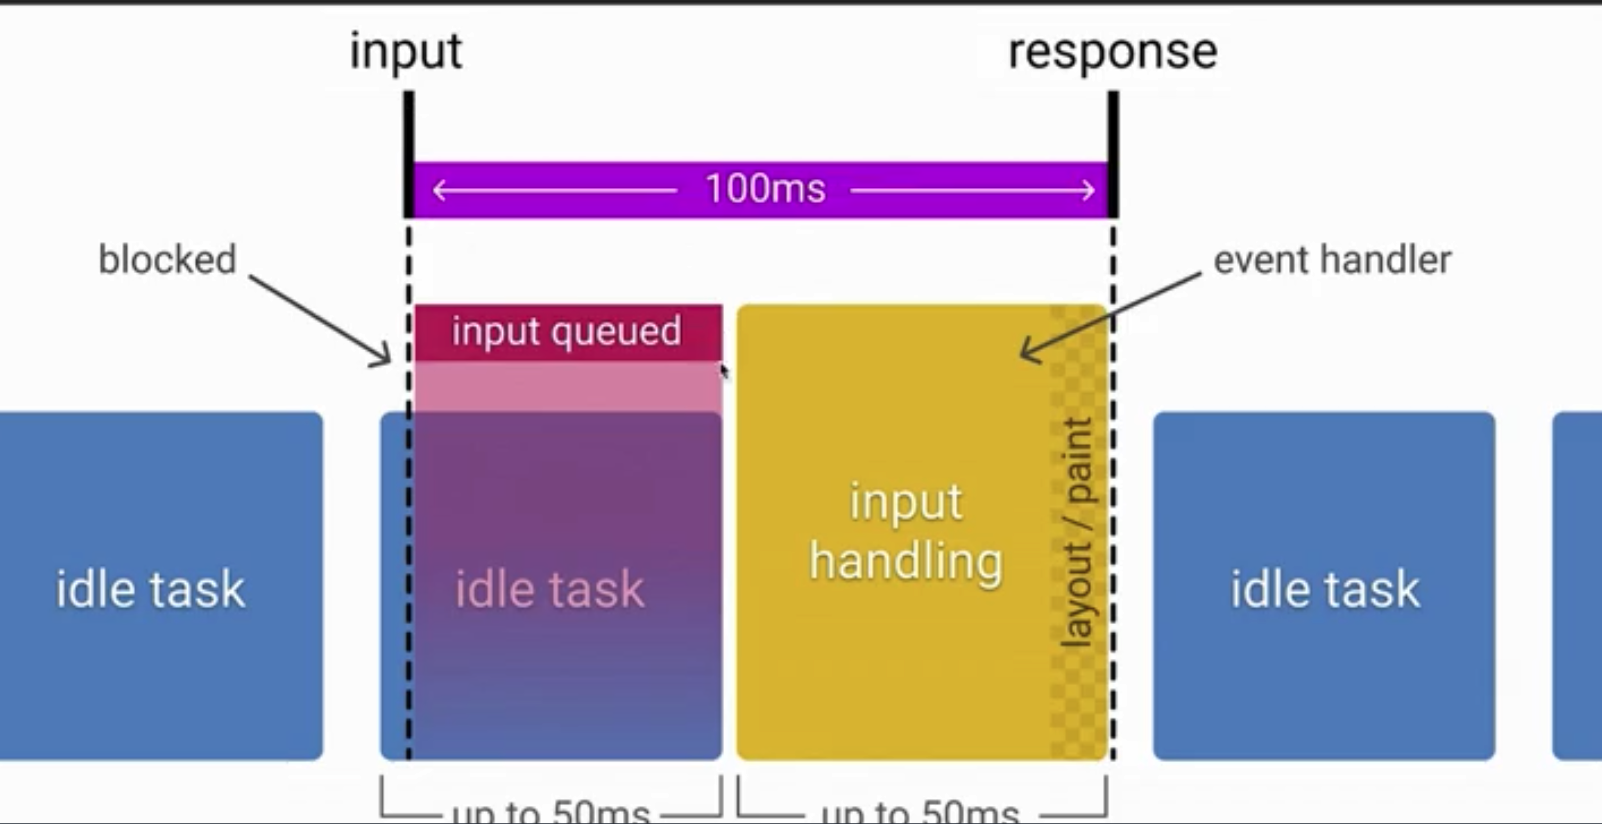 input
response
100ms
blocked
event handler
input queued
idle task
idle task
input
handling
layout / paint
idle task
up to 50ms
up to 50ms